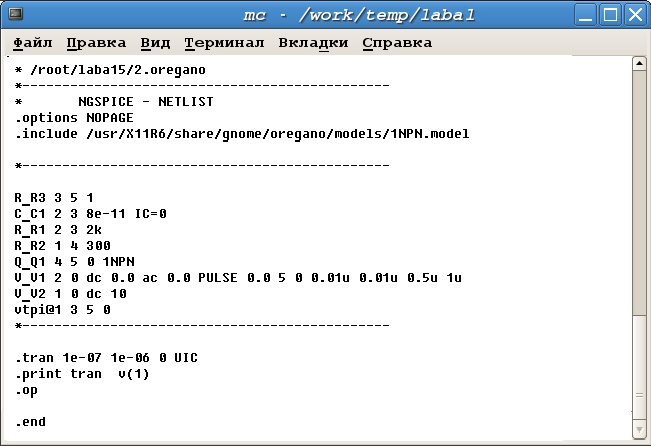 mc - /work/temp/laba1
Файл Правка Вид Терминал Вкладки Справка
* /root/laba15/2.oregano
*----------------------------------------------
* NGSPICE - NETLIST
.options NOPAGE
.include /usr/X11R6/share/gnome/oregano/models/1NPN.model
*----------------------------------------------
R_R3 3 5 1
C_C1 2 3 8e-11 IC=0
R_R1 2 3 2k
R_R2 1 4 300
Q_Q1 4 5 0 1NPN
V_V1 2 0 dc 0.0 ac 0.0 PULSE 0.0 5 0 0.01u 0.01u 0.5u 1u
V_V2 1 0 dc 10
vtpi@1 3 5 0
*----------------------------------------------
.tran 1e-07 1e-06 0 UIC
.print tran v(1)
.op
.end